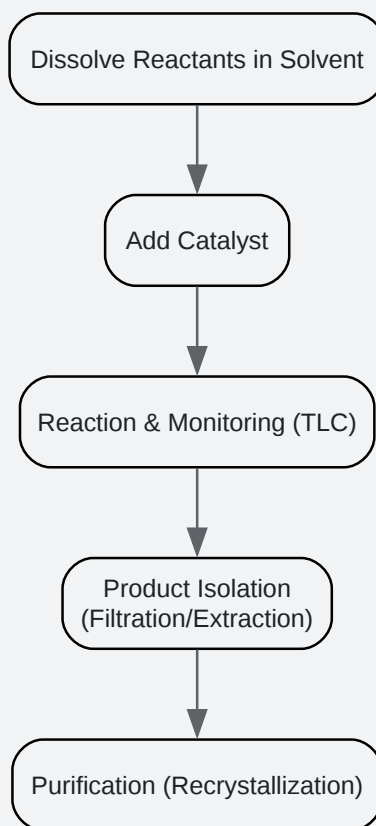 Dissolve Reactants in Solvent
Add Catalyst
Reaction & Monitoring (TLC)
Product Isolation
(Filtration/Extraction)
Purification (Recrystallization)